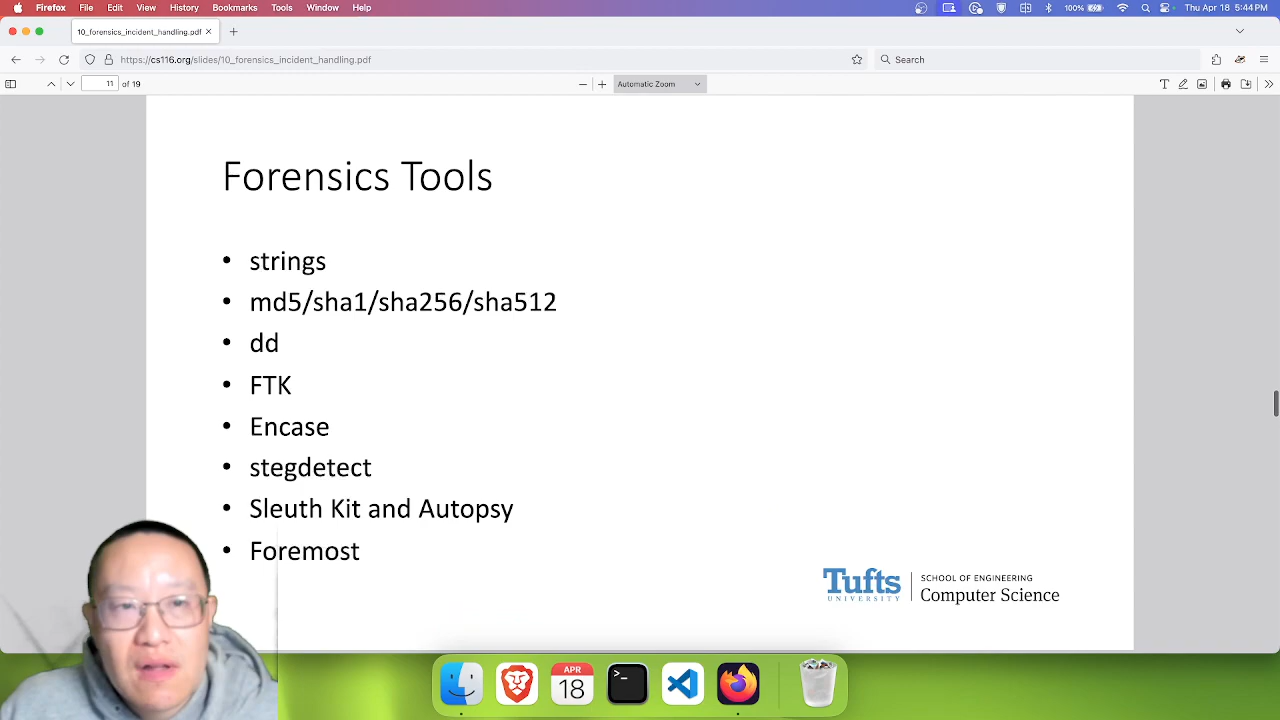 Firefox File Edit View History Bookmarks Tools Window Help 100% Thu Apr 18 5:44 PM
10_forensics_incident_handling.pdf
https://cs116.org/slides/10_forensics_incident_handling.pdf Search
11 of 19 Automatic Zoom
Forensics Tools
• strings
• md5/sha1/sha256/sha512
• dd
• FTK
• Encase
• stegdetect
• Sleuth Kit and Autopsy
• Foremost
Tufts
UNIVERSITY
SCHOOL OF ENGINEERING
Computer Science
APR
18